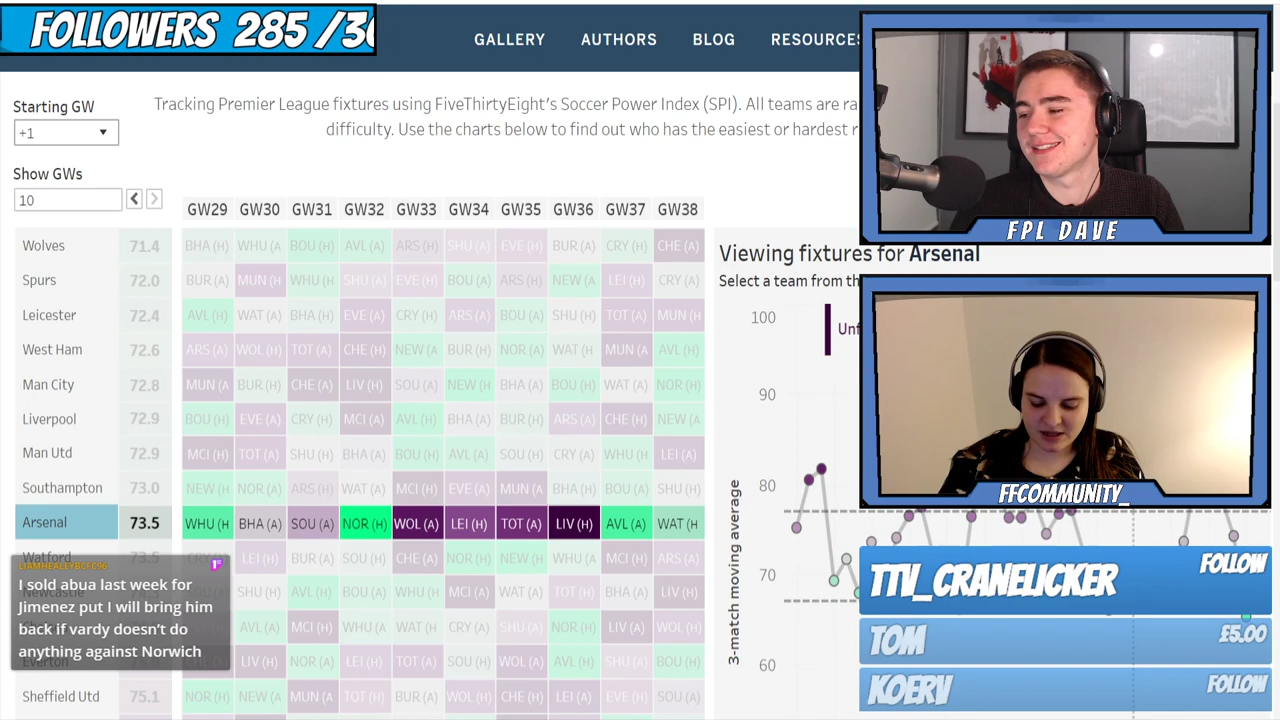 FOLLOWERS 285 /30
GALLERY AUTHORS BLOG RESOURCES
Starting GW
+1
Tracking Premier League fixtures using FiveThirtyEight's Soccer Power Index (SPI). All teams are ra
difficulty. Use the charts below to find out who has the easiest or hardest r
Show GWs
10
GW29 GW30 GW31 GW32 GW33 GW34 GW35 GW36 GW37 GW38
Wolves 71.4 BHA (H) WHU (A BOU (H) AVL (A) ARS (H) SHU (A) EVE (H) BUR (A) CRY (H) CHE (A)
Spurs 72.0 BUR (A) MUN (H WHU (H SHU (A) EVE (H) BOU (A) ARS (H) NEW (A LEI (H) CRY (A)
Leicester 72.4 AVL (H) WAT (A) BHA (H) EVE (A) CRY (H) ARS (A) BOU (A) SHU (H) TOT (A) MUN (H
West Ham 72.6 ARS (A) WOL (H) TOT (A) CHE (H) NEW (A BUR (H) NOR (A) WAT (H MUN (A AVL (H)
Man City 72.8 MUN (A BUR (H) CHE (A) LIV (H) SOU (A) NEW (H BHA (A) BOU (H) WAT (A) NOR (H)
Liverpool 72.9 BOU (H) EVE (A) CRY (H) MCI (A) AVL (H) BHA (A) BUR (H) ARS (A) CHE (H) NEW (A
Man Utd 72.9 MCI (H) TOT (A) SHU (H) BHA (A) BOU (H) AVL (A) SOU (H) CRY (A) WHU (H) LEI (A)
Southampton 73.0 NEW (H NOR (A) ARS (H) WAT (A MCI (H) EVE (A) MUN (A BHA (H) BOU (A) SHU (H)
Arsenal 73.5 WHU (H BHA (A) SOU (A) NOR (H) WOL (A) LEI (H) TOT (A) LIV (H) AVL (A) WAT (H
Watford 73.5 CRY LEI (H) BUR (A) SOU (H) CHE (A) NOR (H) NEW (H WHU (A MCI (H) ARS (A)
SHU (H) AVL (H) BOU (A) WHU (H MCI (A) WAT (A TOT (H) BHA (A) LIV (H)
AVL (A) MCI (H) WHU (A WAT (H CRY (A) SHU (A) NOR (H) LIV (A) WOL (H)
Everton LIV (H) NOR (A) LEI (H) TOT (A) SOU (H) WOL (A) AVL (H) SHU (A) BOU (H)
Sheffield Utd 75.1 NOR (H) NEW (A MUN (A TOT (H) BUR (A) WOL (H) CHE (H) LEI (A) EVE (H) SOU (A)
LIAMHEALEYBCFC96
I sold abua last week for
Jimenez put I will bring him
back if vardy doesn't do
anything against Norwich
Viewing fixtures for Arsenal
Select a team from th
Unf
3-match moving average
100
90
80
70
60
FPL DAVE
FFCOMMUNITY_
TTV_CRANELICKER FOLLOW
TOM £5.00
KOERV FOLLOW